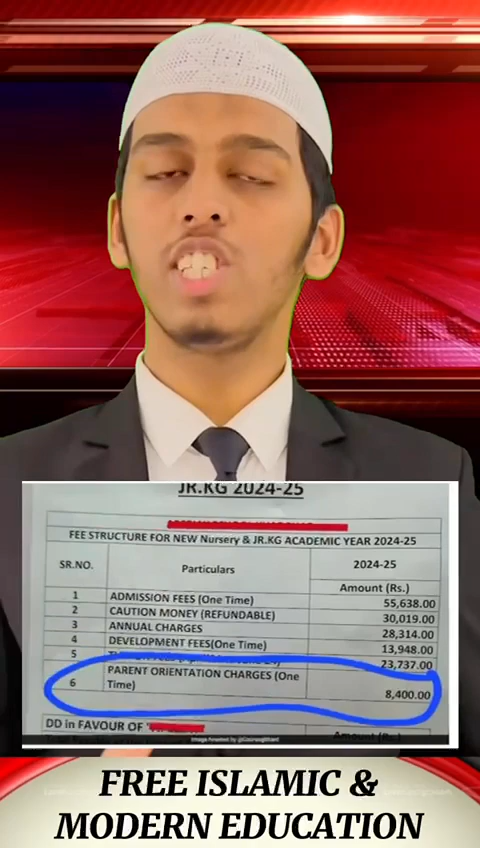 JR.KG 2024-25
FEE STRUCTURE FOR NEW Nursery & JR.KG ACADEMIC YEAR 2024-25
SR.NO. Particulars 2024-25
Amount (Rs.)
1 ADMISSION FEES (One Time) 55,638.00
2 CAUTION MONEY (REFUNDABLE) 30,019.00
3 ANNUAL CHARGES 28,314.00
4 DEVELOPMENT FEES(One Time) 13,948.00
5 23,737.00
6 PARENT ORIENTATION CHARGES (One
Time) 8,400.00
DD in FAVOUR OF "
Amount (Rs.)
FREE ISLAMIC &
MODERN EDUCATION